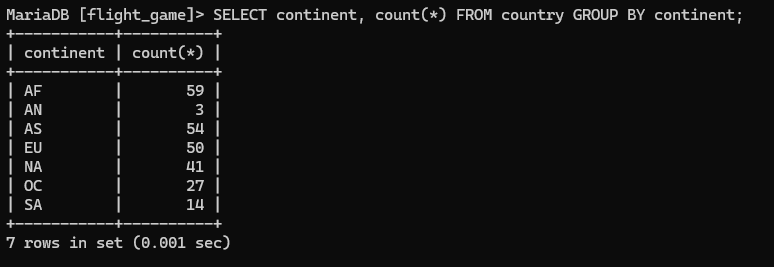 MariaDB [flight_game]> SELECT continent, count(*) FROM country GROUP BY continent;
+-----------+----------+
| continent | count(*) |
+-----------+----------+
| AF        |       59 |
| AN        |        3 |
| AS        |       54 |
| EU        |       50 |
| NA        |       41 |
| OC        |       27 |
| SA        |       14 |
+-----------+----------+
7 rows in set (0.001 sec)